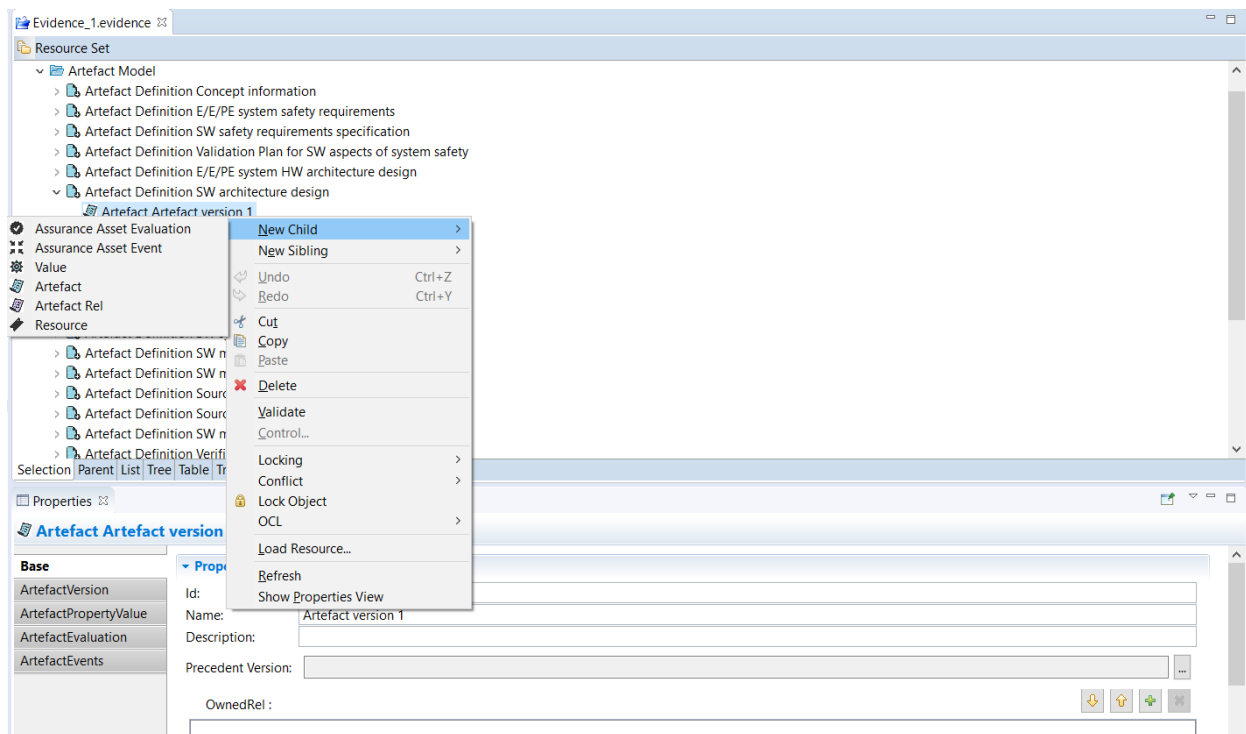 Evidence_1.evidence
Resource Set
Artefact Model
Artefact Definition Concept information
Artefact Definition E/E/PE system safety requirements
Artefact Definition SW safety requirements specification
Artefact Definition Validation Plan for SW aspects of system safety
Artefact Definition E/E/PE system HW architecture design
Artefact Definition SW architecture design
Artefact Artefact version 1
Assurance Asset Evaluation
Assurance Asset Event
Value
Artefact
Artefact Rel
Resource
New Child
New Sibling
Undo Ctrl+Z
Redo Ctrl+Y
Cut
Copy
Paste
Delete
Validate
Control...
Locking
Conflict
Lock Object
OCL
Load Resource...
Refresh
Show Properties View
Artefact Definition SW
Artefact Definition SW
Artefact Definition Sour
Artefact Definition Sour
Artefact Definition SW
Artefact Definition Verifi
Selection Parent List Tree Table Tr
Properties
Artefact Artefact version
Base
ArtefactVersion
ArtefactPropertyValue
ArtefactEvaluation
ArtefactEvents
Prop
Id:
Name: Artefact version 1
Description:
Precedent Version: ...
OwnedRel :